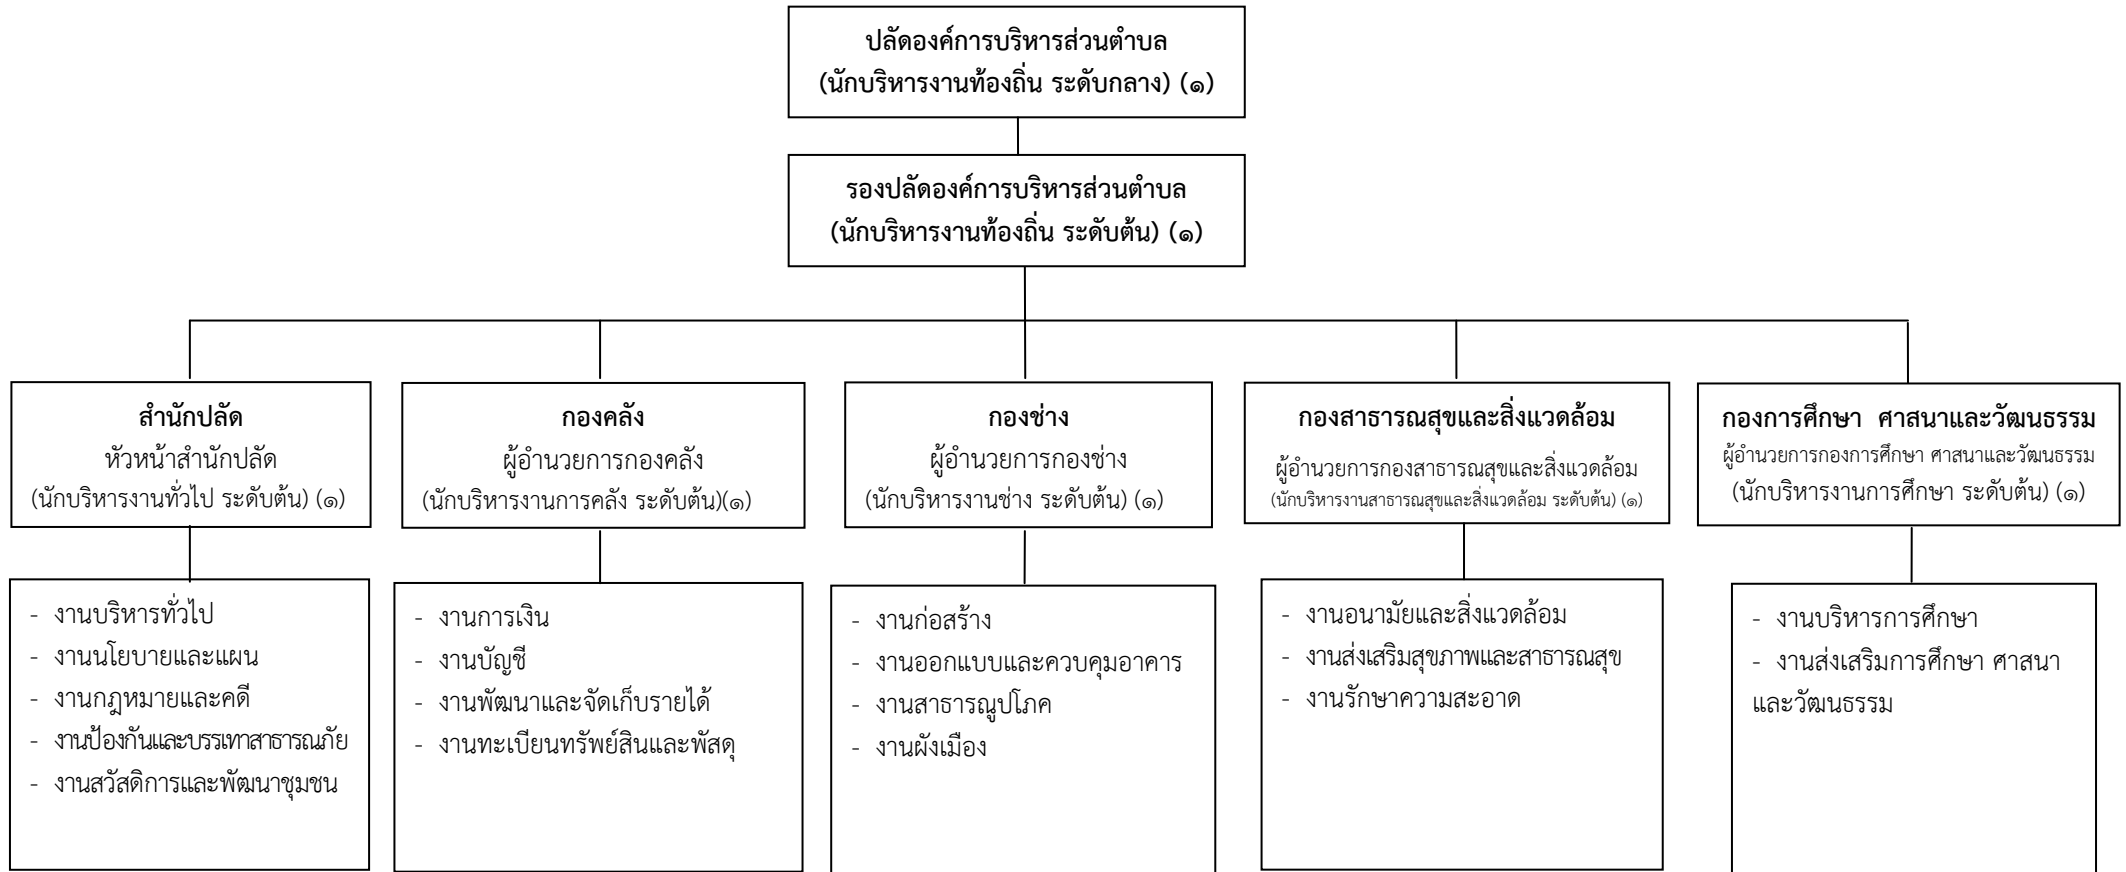 ปลัดองค์การบริหารส่วนตำบล
(นักบริหารงานท้องถิ่น ระดับกลาง) (๑)
รองปลัดองค์การบริหารส่วนตำบล
(นักบริหารงานท้องถิ่น ระดับต้น) (๑)
สำนักปลัด
หัวหน้าสำนักปลัด
(นักบริหารงานทั่วไป ระดับต้น) (๑)
กองคลัง
ผู้อำนวยการกองคลัง
(นักบริหารงานการคลัง ระดับต้น)(๑)
กองช่าง
ผู้อำนวยการกองช่าง
(นักบริหารงานช่าง ระดับต้น) (๑)
กองสาธารณสุขและสิ่งแวดล้อม
ผู้อำนวยการกองสาธารณสุขและสิ่งแวดล้อม
(นักบริหารงานสาธารณสุขและสิ่งแวดล้อม ระดับต้น) (๑)
กองการศึกษา ศาสนาและวัฒนธรรม
ผู้อำนวยการกองการศึกษา ศาสนาและวัฒนธรรม
(นักบริหารงานการศึกษา ระดับต้น) (๑)
- งานบริหารทั่วไป
- งานนโยบายและแผน
- งานกฎหมายและคดี
- งานป้องกันและบรรเทาสาธารณภัย
- งานสวัสดิการและพัฒนาชุมชน
- งานการเงิน
- งานบัญชี
- งานพัฒนาและจัดเก็บรายได้
- งานทะเบียนทรัพย์สินและพัสดุ
- งานก่อสร้าง
- งานออกแบบและควบคุมอาคาร
- งานสาธารณูปโภค
- งานผังเมือง
- งานอนามัยและสิ่งแวดล้อม
- งานส่งเสริมสุขภาพและสาธารณสุข
- งานรักษาความสะอาด
- งานบริหารการศึกษา
- งานส่งเสริมการศึกษา ศาสนา
และวัฒนธรรม